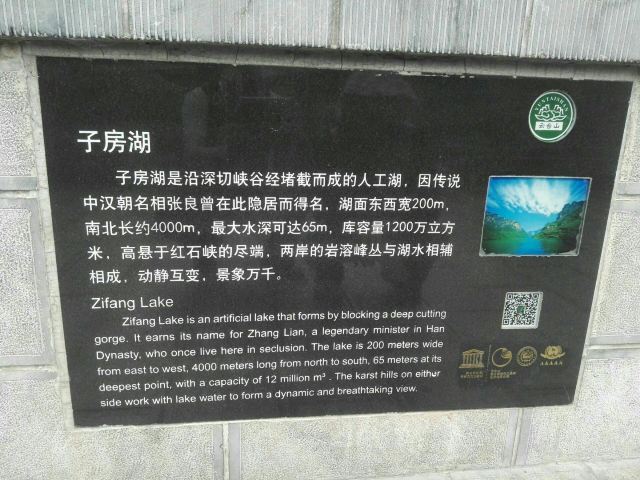 YUNTAISHAN
云台山
子房湖
子房湖是沿深切峡谷经堵截而成的人工湖，因传说
中汉朝名相张良曾在此隐居而得名，湖面东西宽200m，
南北长约4000m，最大水深可达65m，库容量1200万立方
米，高悬于红石峡的尽端，两岸的岩溶峰丛与湖水相辅
相成，动静互变，景象万千。
Zifang Lake
Zifang Lake is an artificial lake that forms by blocking a deep cutting
gorge. It earns its name for Zhang Lian, a legendary minister in Han
Dynasty, who once live here in seclusion. The lake is 200 meters wide
from east to west, 4000 meters long from north to south, 65 meters at its
deepest point, with a capacity of 12 million m³ . The karst hills on either
side work with lake water to form a dynamic and breathtaking view.